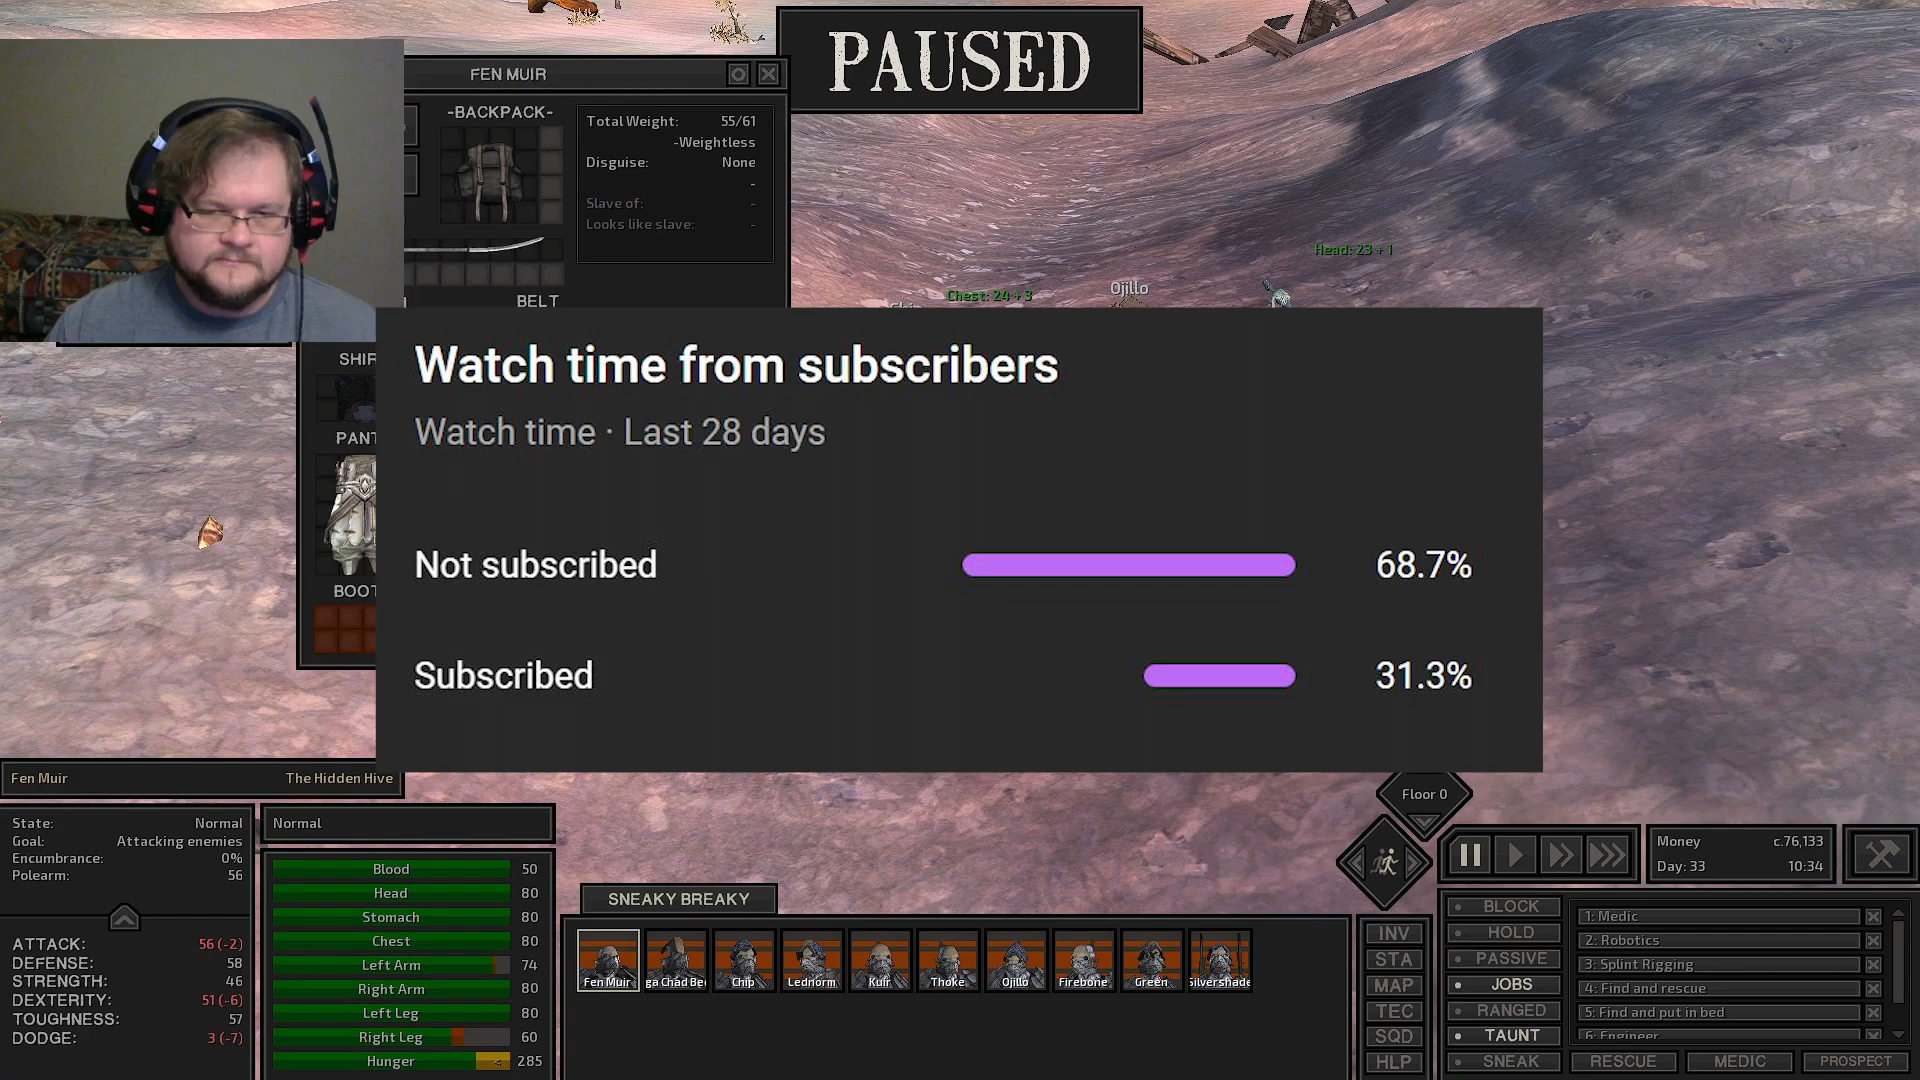 PAUSED
FEN MUIR
-BACKPACK-
Total Weight: 55/61
-Weightless
Disguise: None
-
Slave of: -
Looks like slave: -
Head: 23 + 1
Chest: 24 + 3
Ojillo
BELT
SHIR
PANT
BOOT
Watch time from subscribers
Watch time · Last 28 days
Not subscribed 68.7%
Subscribed 31.3%
Fen Muir The Hidden Hive
State: Normal
Goal: Attacking enemies
Encumbrance: 0%
Polearm: 56
ATTACK: 56 (-2)
DEFENSE: 58
STRENGTH: 46
DEXTERITY: 51 (-6)
TOUGHNESS: 57
DODGE: 3 (-7)
Normal
Blood 50
Head 80
Stomach 80
Chest 80
Left Arm 74
Right Arm 80
Left Leg 80
Right Leg 60
Hunger 285
SNEAKY BREAKY
Fen Muir
ga Chad Bee
Chip
Lednorm
Kuir
Thoke
Ojillo
Firebone
Green
Silvershade
Floor 0
Money c.76,133
Day: 33 10:34
INV
STA
MAP
TEC
SQD
HLP
BLOCK
HOLD
PASSIVE
JOBS
RANGED
TAUNT
SNEAK
1: Medic
2: Robotics
3: Splint Rigging
4: Find and rescue
5: Find and put in bed
6: Engineer
RESCUE
MEDIC
PROSPECT